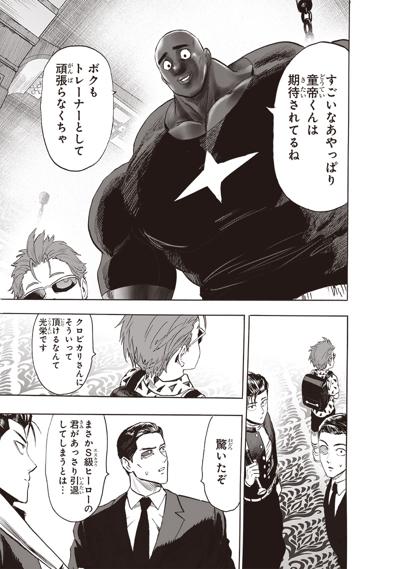 すごいなあやっぱり
童帝くんは
期待されてるね
ボクも
トレーナーとして
頑張らなくちゃ
クロビカリさんに
そういって
頂けるなんて
光栄です
驚いたぞ
まさかS級ヒーローの
君があっさり引退
してしまうとは…